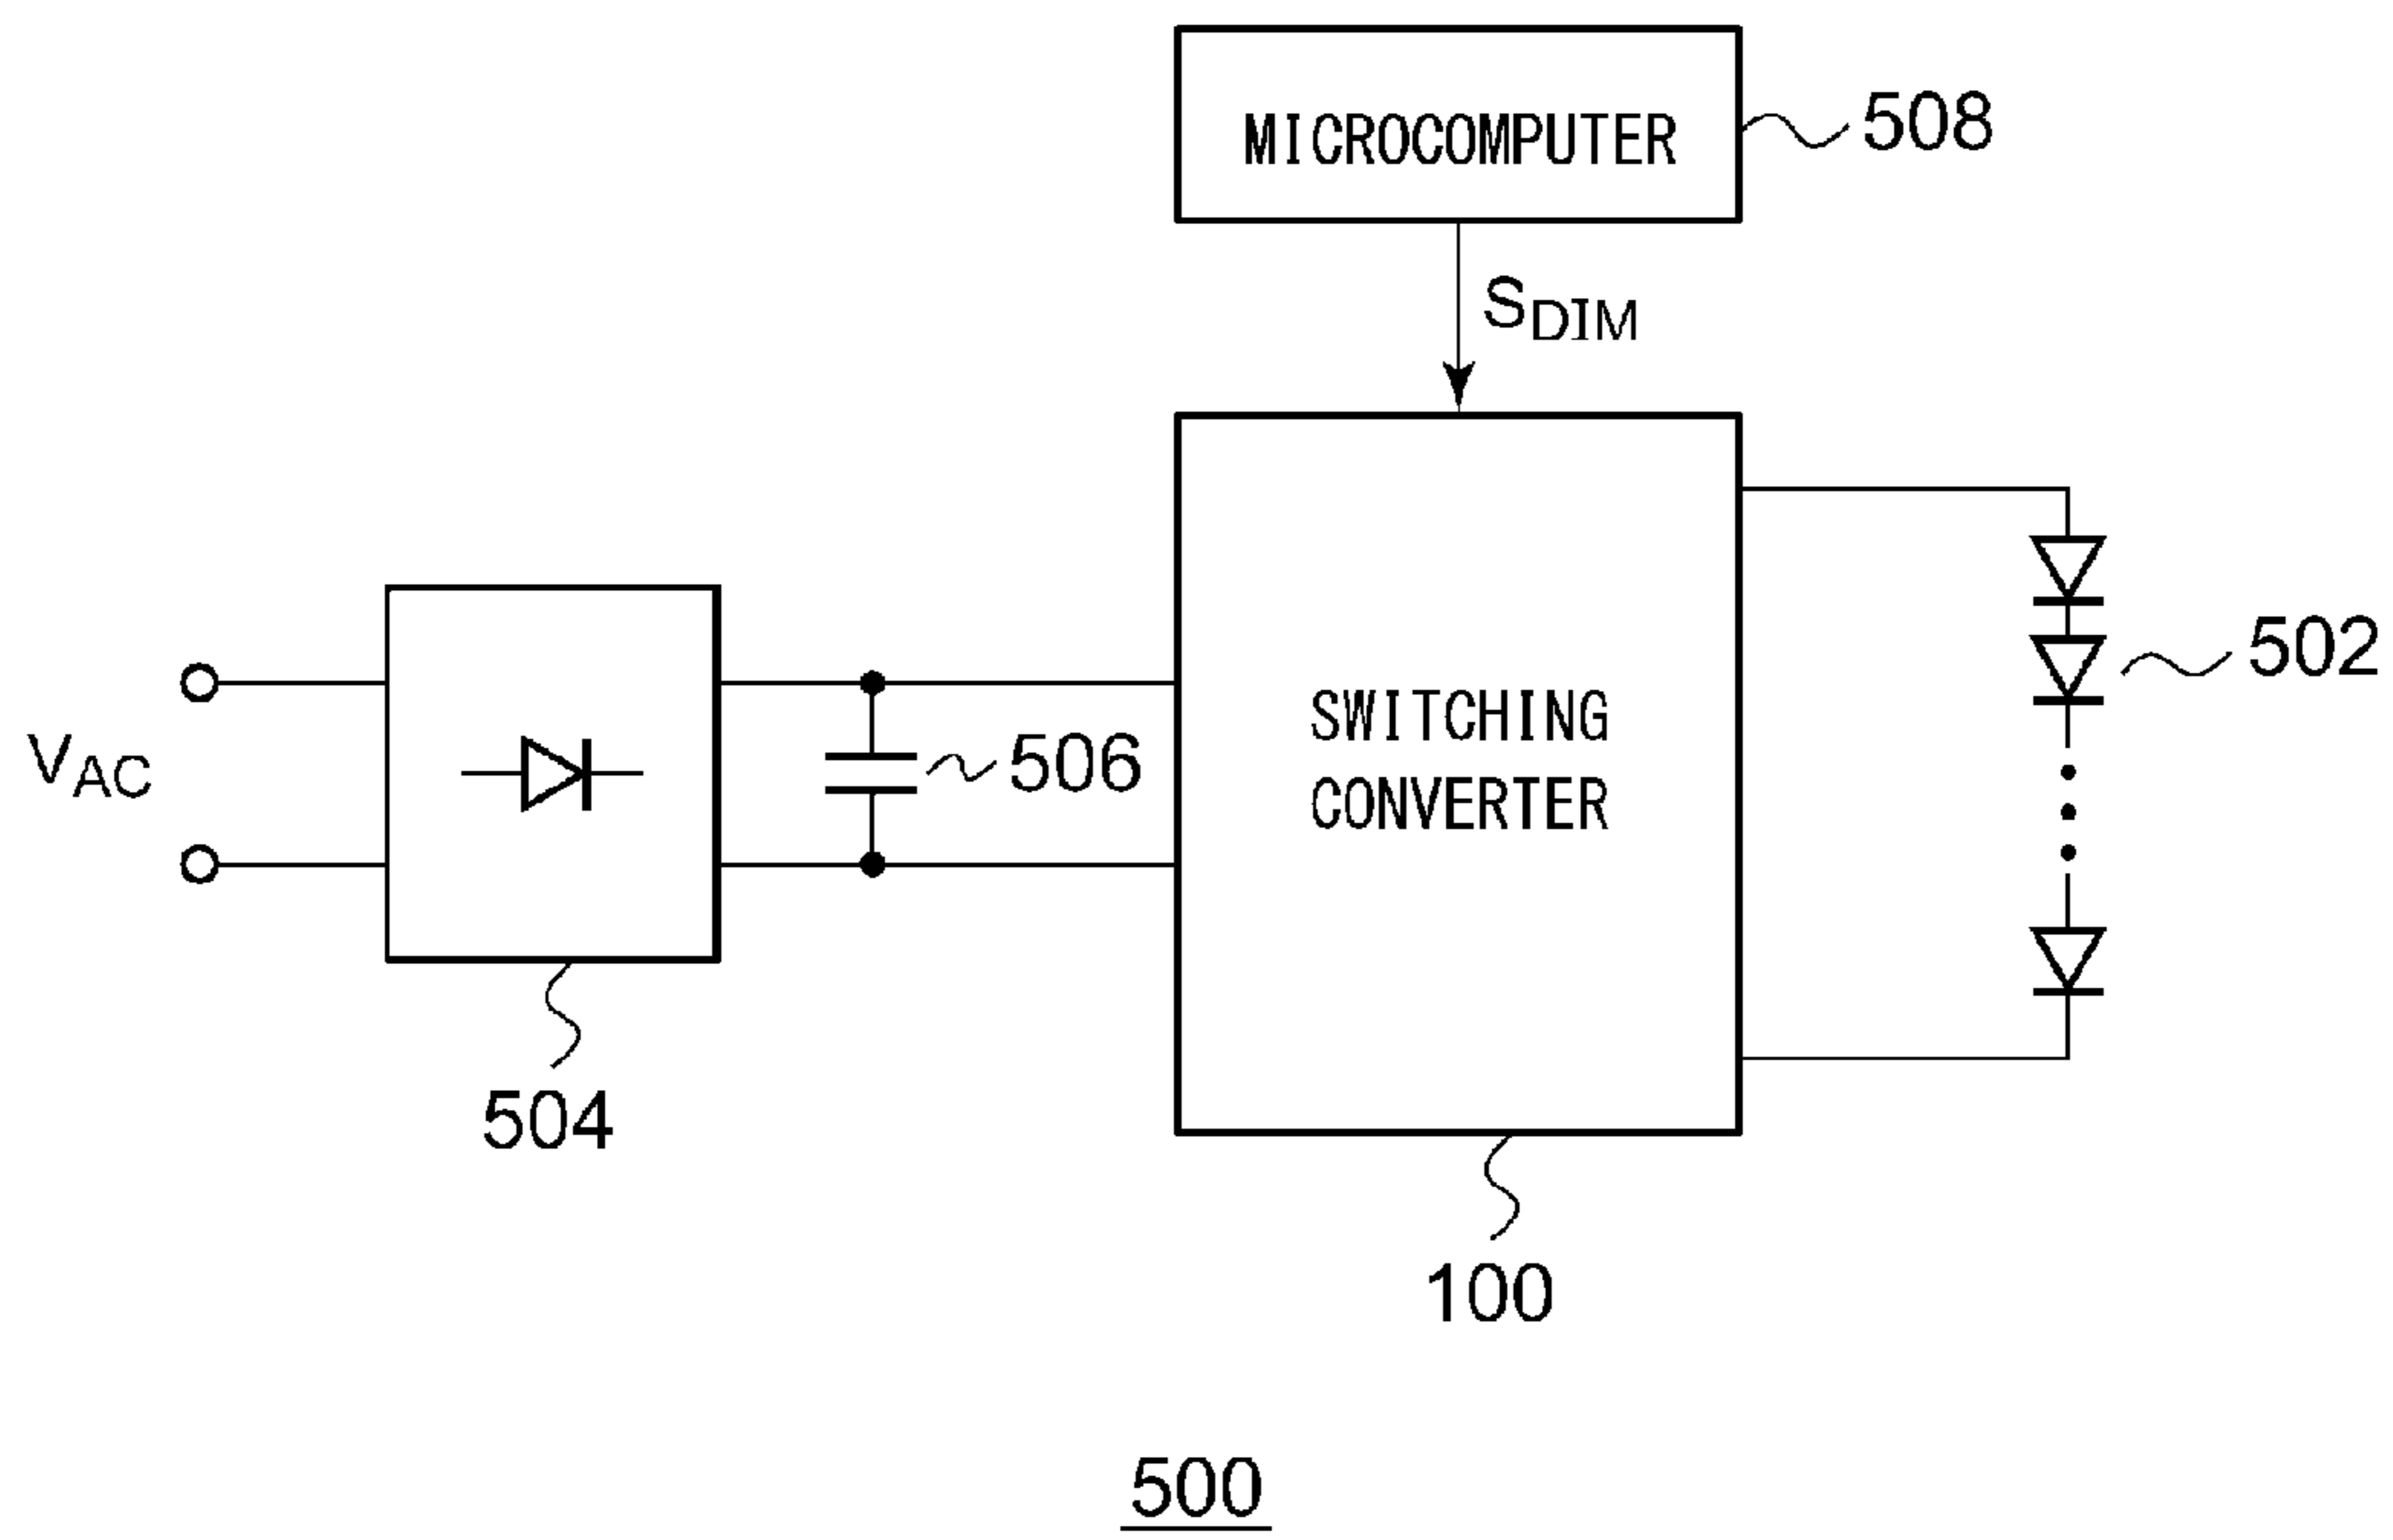 MICROCOMPUTER
508
SDIM
502
VAC
506
SWITCHING
CONVERTER
504
100
500